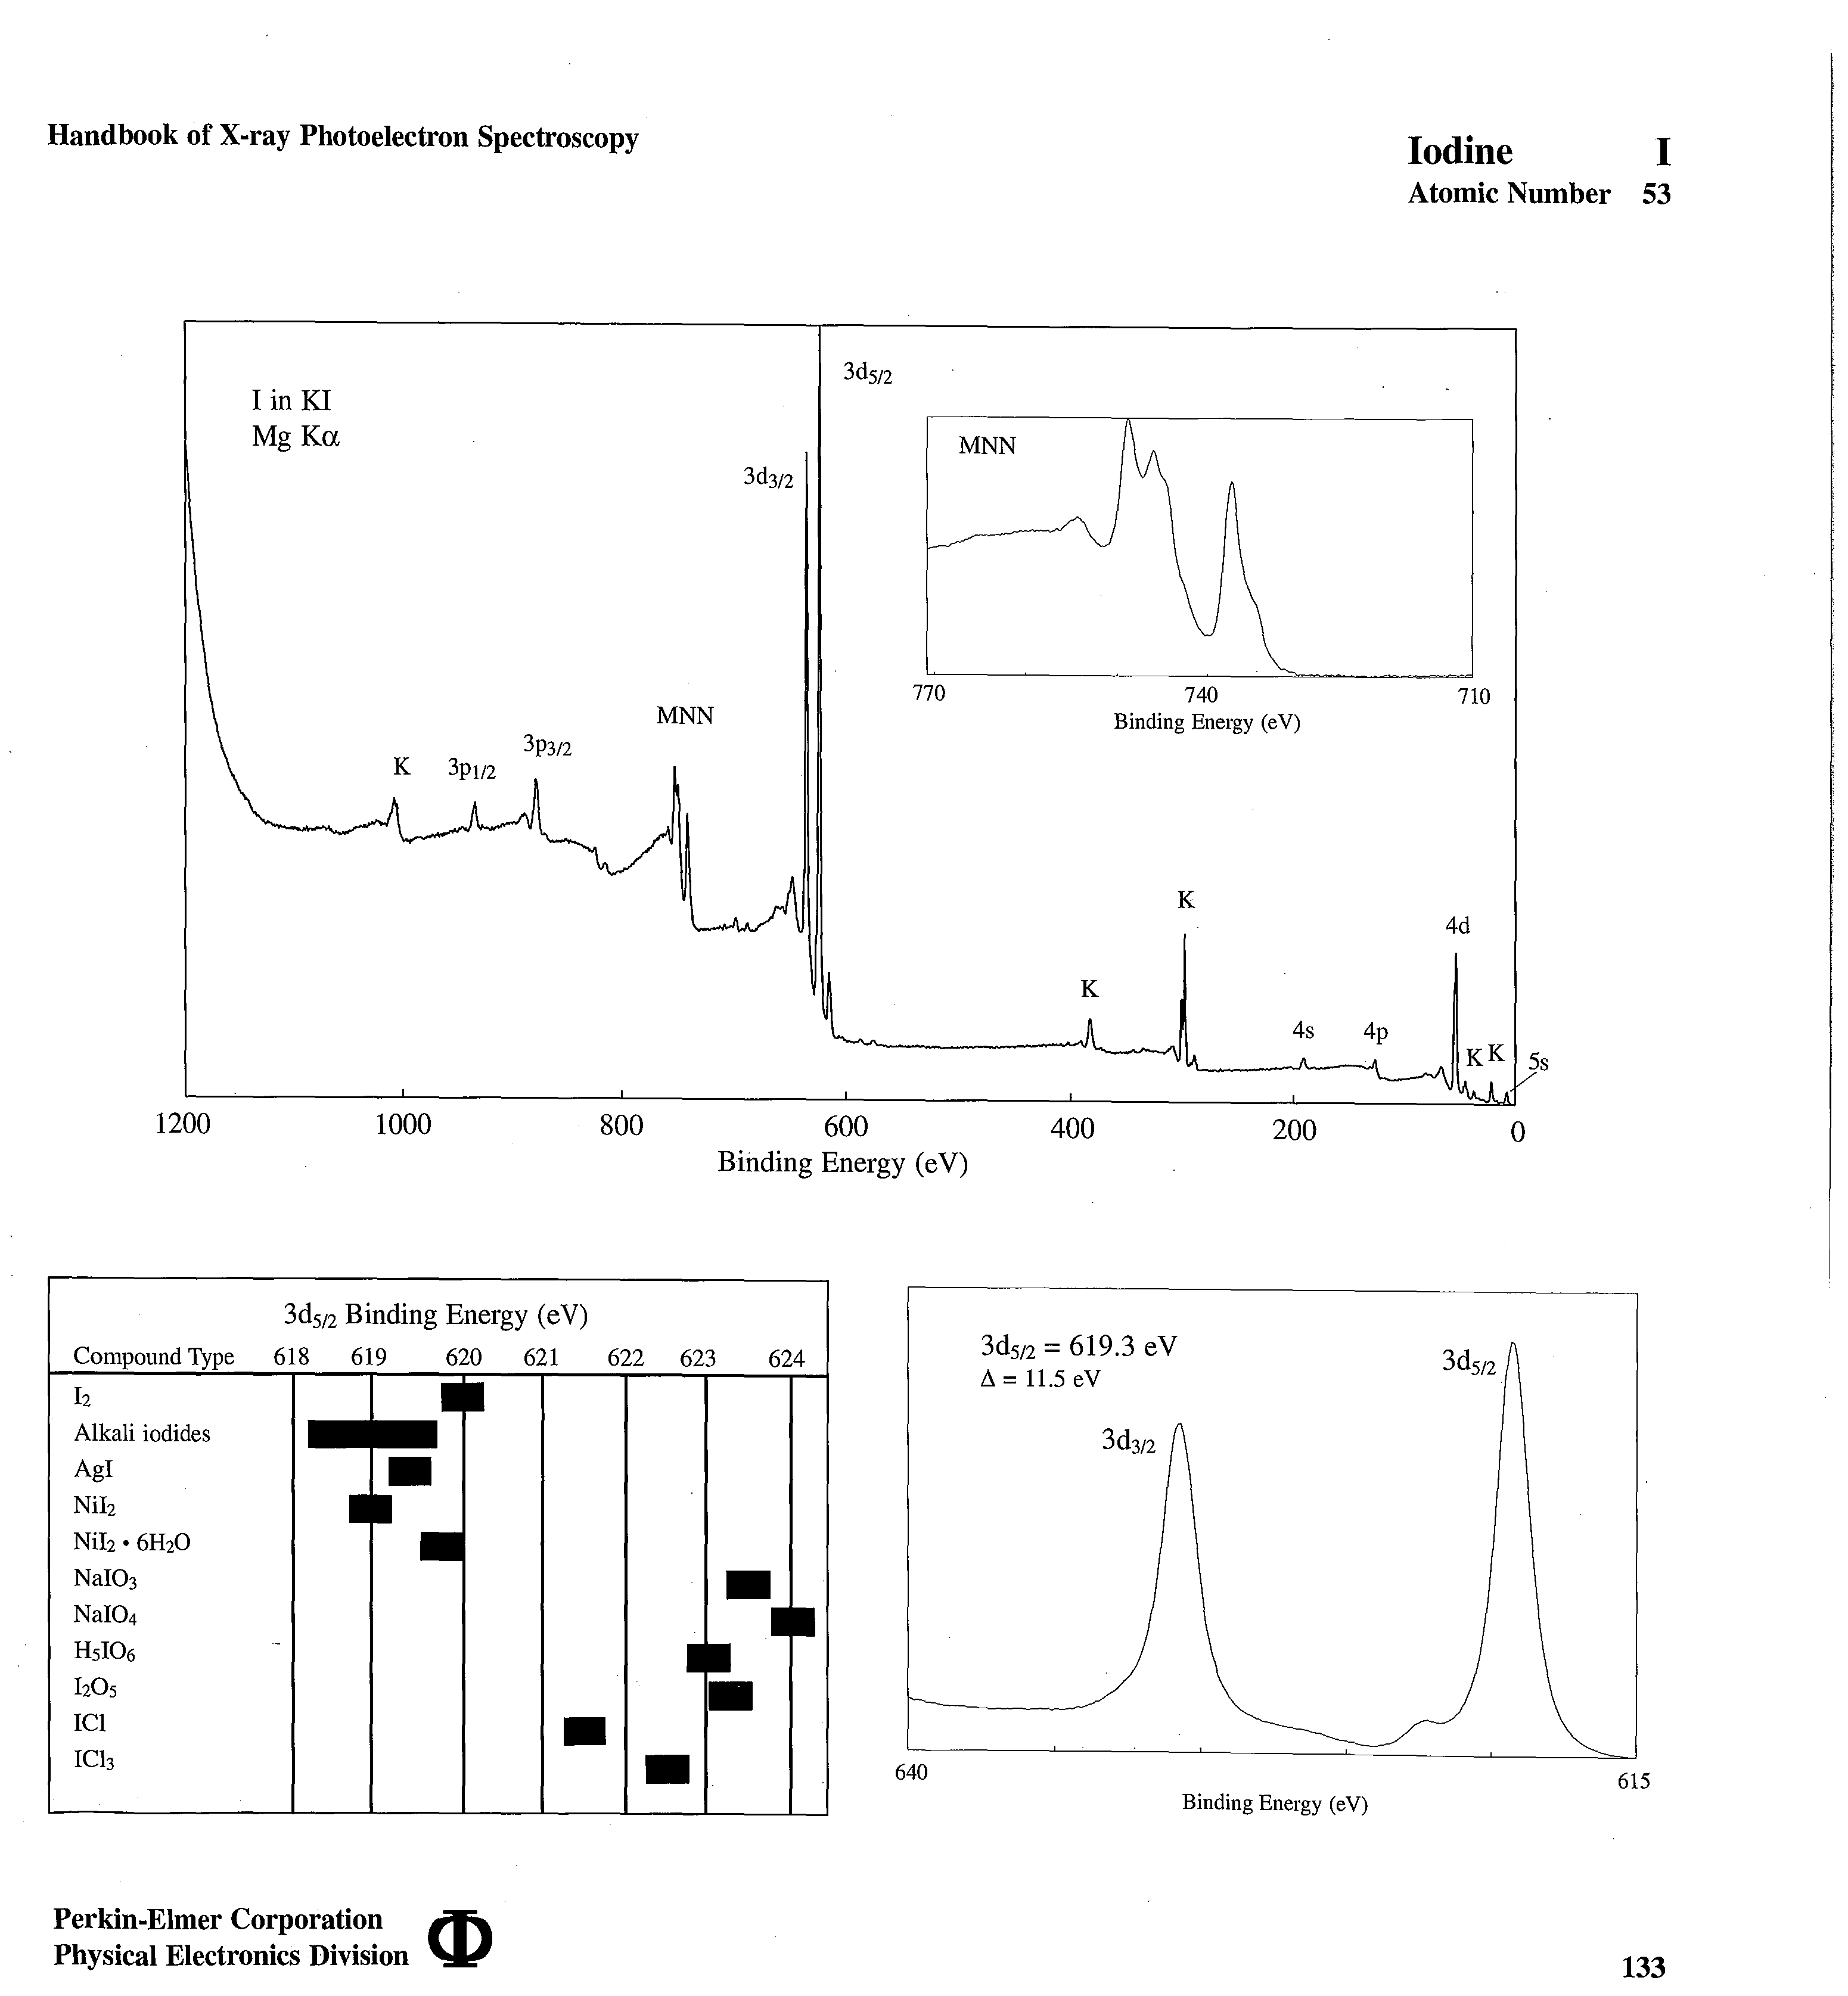 Handbook of X-ray Photoelectron Spectroscopy
Iodine I
Atomic Number 53
I in KI
Mg Kα
3d5/2
3d3/2
MNN
K
3p1/2
3p3/2
MNN
770 740 710
Binding Energy (eV)
K
K
4s
4p
4d
K K
5s
1200 1000 800 600 400 200 0
Binding Energy (eV)
3d5/2 Binding Energy (eV)
Compound Type 618 619 620 621 622 623 624
I2
Alkali iodides
AgI
NiI2
NiI2 • 6H2O
NaIO3
NaIO4
H5IO6
I2O5
ICl
ICl3
3d5/2 = 619.3 eV
Δ = 11.5 eV
3d3/2
3d5/2
640 615
Binding Energy (eV)
Perkin-Elmer Corporation
Physical Electronics Division
133